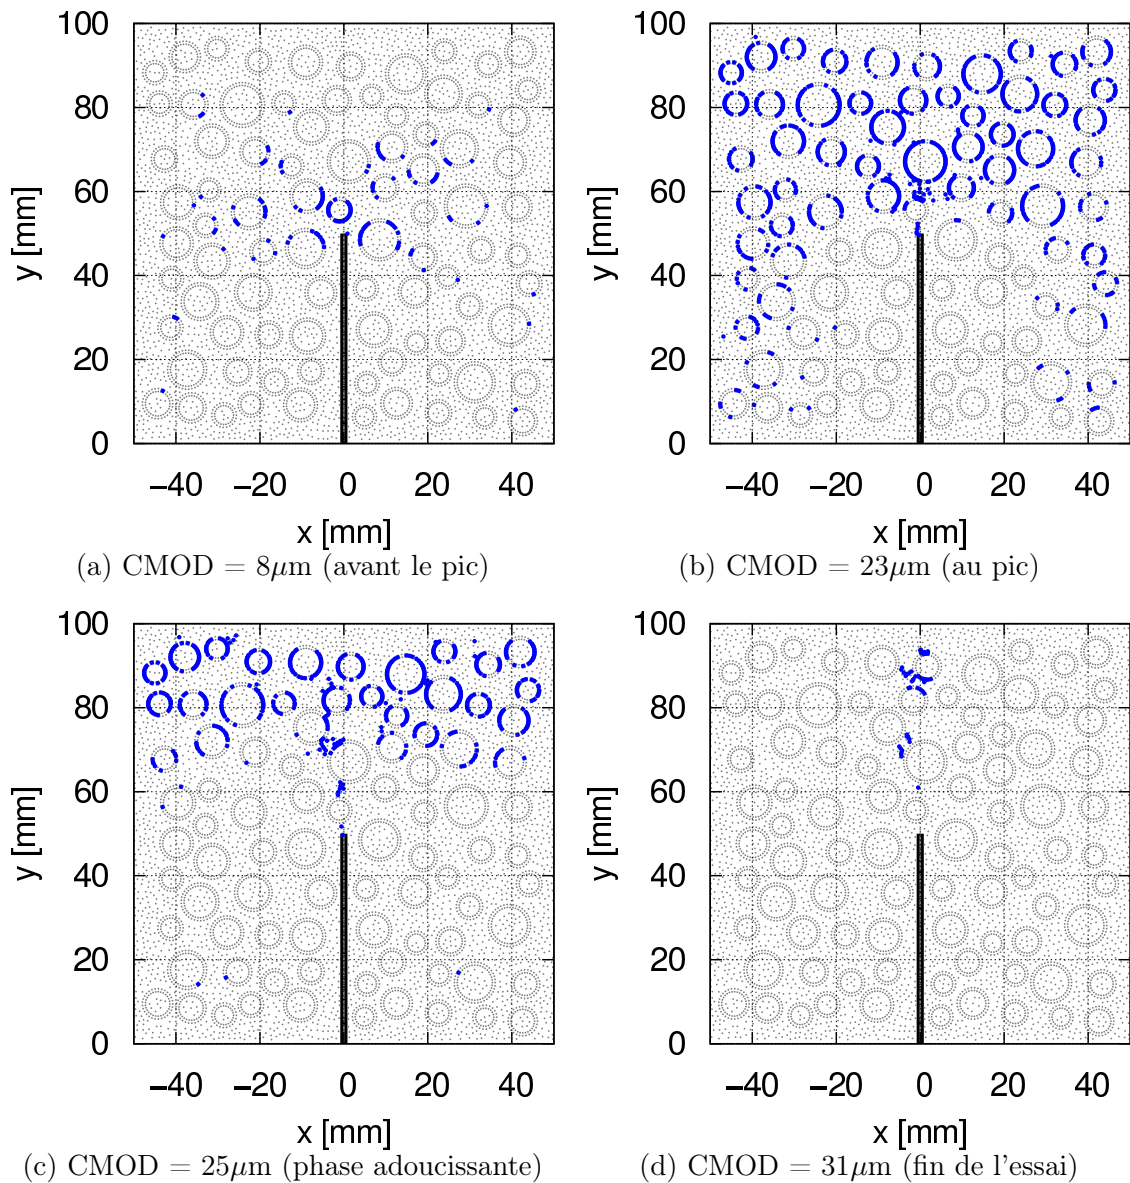 100
80
60
40
20
0
y [mm]
−40 −20 0 20 40
x [mm]
(a) CMOD = 8μm (avant le pic)
100
80
60
40
20
0
y [mm]
−40 −20 0 20 40
x [mm]
(b) CMOD = 23μm (au pic)
100
80
60
40
20
0
y [mm]
−40 −20 0 20 40
x [mm]
(c) CMOD = 25μm (phase adoucissante)
100
80
60
40
20
0
y [mm]
−40 −20 0 20 40
x [mm]
(d) CMOD = 31μm (fin de l'essai)